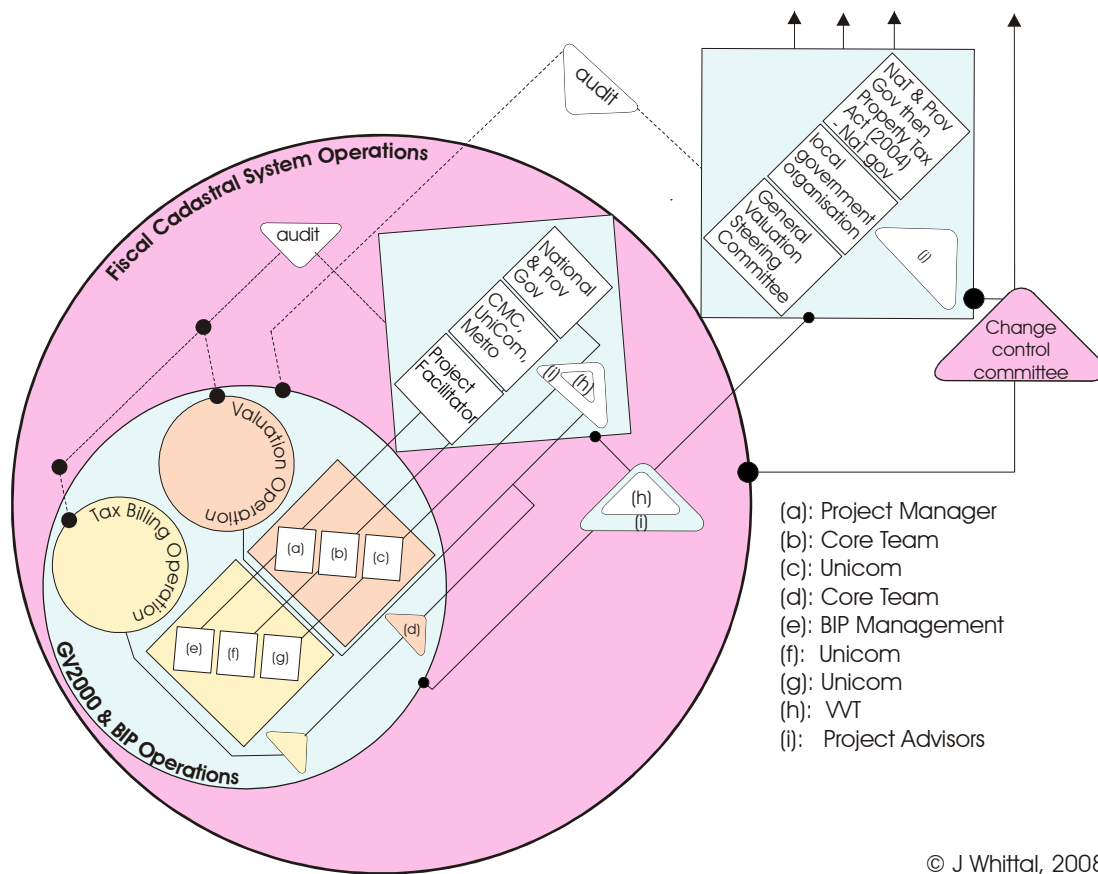 audit
NaT & Prov
Gov then
Property Tax
Act (2004)
- NaT gov
local
government
organisation
General
Valuation
Steering
Committee
(i)
Change
control
committee
Fiscal Cadastral System Operations
audit
National
& Prov
Gov
CMC,
UniCom,
Metro
Project
Facilitator
(i)
(h)
(h)
(i)
Valuation Operation
Tax Billing Operation
(a)
(b)
(c)
(d)
(e)
(f)
(g)
GV2000 & BIP Operations
(a): Project Manager
(b): Core Team
(c): Unicom
(d): Core Team
(e): BIP Management
(f): Unicom
(g): Unicom
(h): VVT
(i): Project Advisors
© J Whittal, 2008